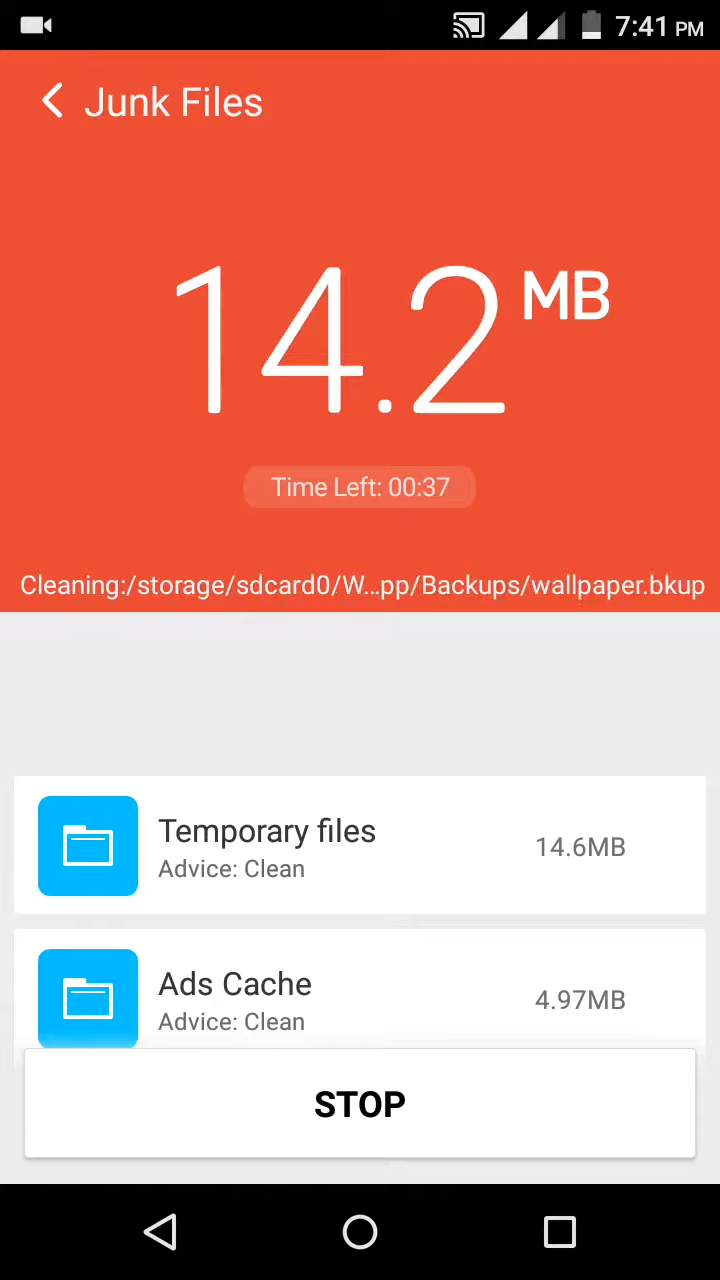 7:41 PM
Junk Files
14.2 MB
Time Left: 00:37
Cleaning:/storage/sdcard0/W...pp/Backups/wallpaper.bkup
Temporary files
14.6MB
Advice: Clean
Ads Cache
4.97MB
Advice: Clean
STOP